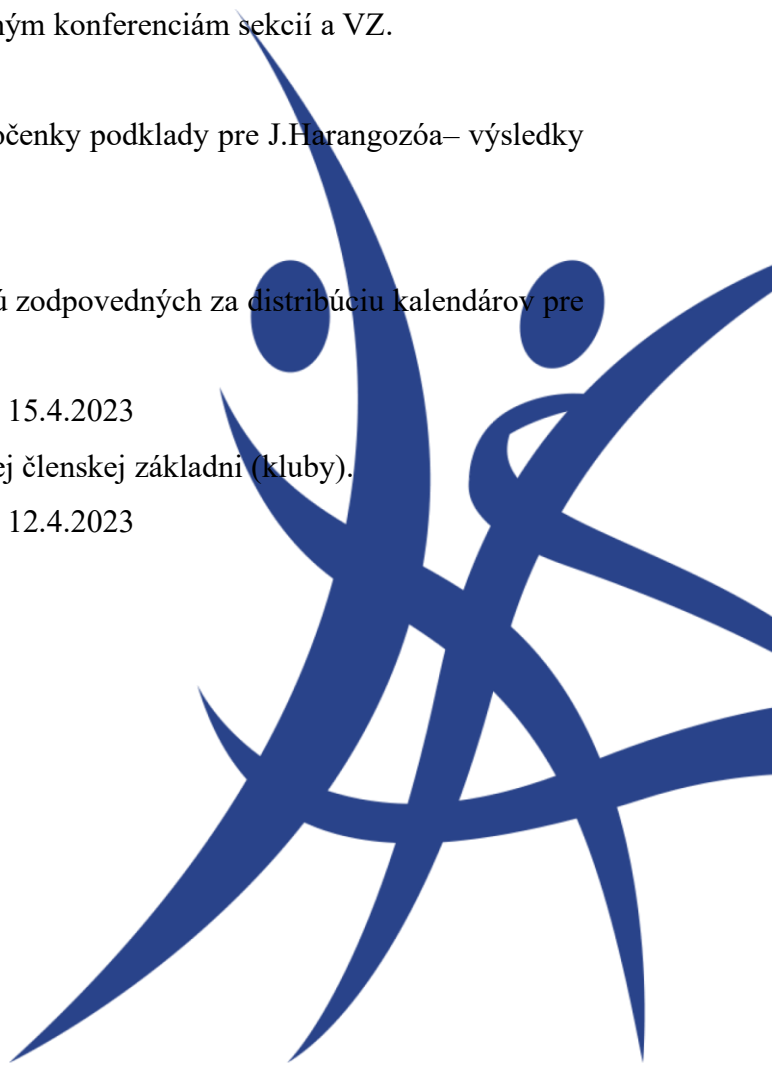 ným konferenciám sekcií a VZ.
očenky podklady pre J.Harangozóa– výsledky
ú zodpovedných za distribúciu kalendárov pre
15.4.2023
ej členskej základni (kluby).
12.4.2023